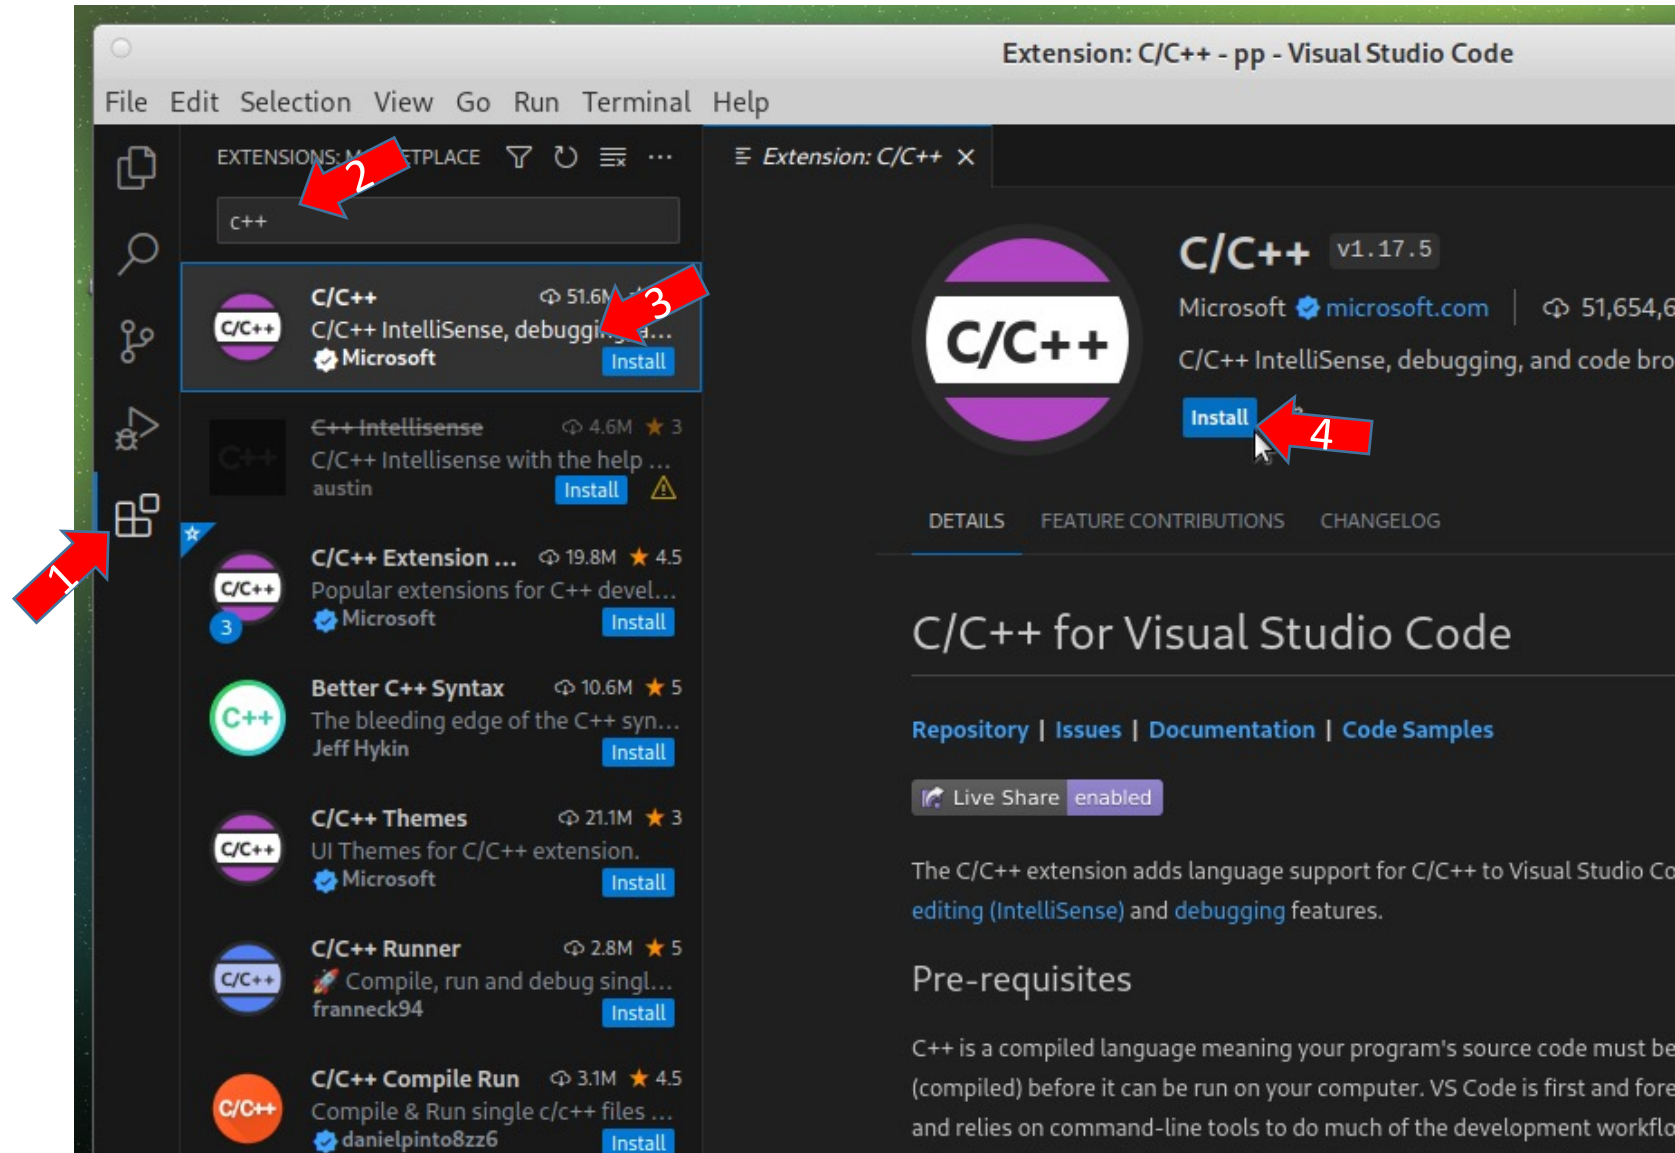 Extension: C/C++ - pp - Visual Studio Code
File Edit Selection View Go Run Terminal Help
EXTENSIONS: M ETPLACE
2
Extension: C/C++
c++
C/C++ 51.6M
C/C++ IntelliSense, debugging, a...
Microsoft Install
3
C++ Intellisense 4.6M 3
C/C++ Intellisense with the help ...
austin Install
C++
1
C/C++ Extension ... 19.8M 4.5
Popular extensions for C++ devel...
Microsoft Install
C/C++
3
Better C++ Syntax 10.6M 5
The bleeding edge of the C++ syn...
Jeff Hykin Install
C++
C/C++ Themes 21.1M 3
UI Themes for C/C++ extension.
Microsoft Install
C/C++
C/C++ Runner 2.8M 5
Compile, run and debug singl...
franneck94 Install
C/C++
C/C++ Compile Run 3.1M 4.5
Compile & Run single c/c++ files ...
danielpinto8zz6 Install
C/C++
C/C++
C/C++
C/C++ v1.17.5
Microsoft microsoft.com 51,654,6
C/C++ IntelliSense, debugging, and code bro
Install
4
DETAILS FEATURE CONTRIBUTIONS CHANGELOG
C/C++ for Visual Studio Code
Repository | Issues | Documentation | Code Samples
Live Share enabled
The C/C++ extension adds language support for C/C++ to Visual Studio Co
editing (IntelliSense) and debugging features.
Pre-requisites
C++ is a compiled language meaning your program's source code must be
(compiled) before it can be run on your computer. VS Code is first and fore
and relies on command-line tools to do much of the development workflo